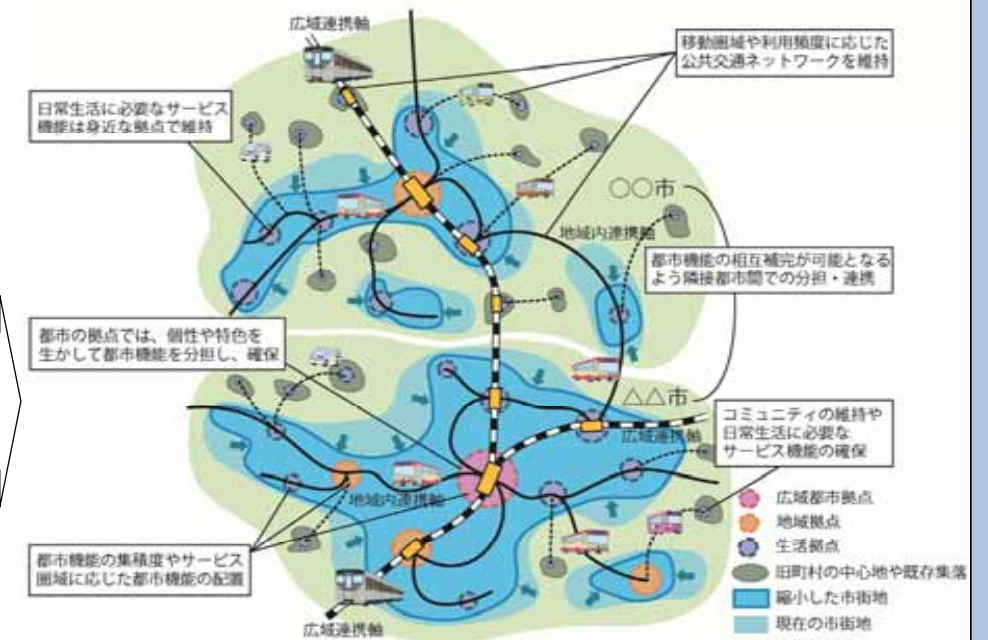 広域連携軸
移動圏域や利用頻度に応じた
公共交通ネットワークを維持
日常生活に必要なサービス
機能は身近な拠点で維持
○○市
地域内連携軸
都市機能の相互補完が可能となる
よう隣接都市間での分担・連携
都市の拠点では、個性や特色を
生かして都市機能を分担し、確保
△△市
広域連携軸
コミュニティの維持や
日常生活に必要な
サービス機能の確保
地域内連携軸
都市機能の集積度やサービス
圏域に応じた都市機能の配置
広域連携軸
広域都市拠点
地域拠点
生活拠点
旧町村の中心地や既存集落
縮小した市街地
現在の市街地